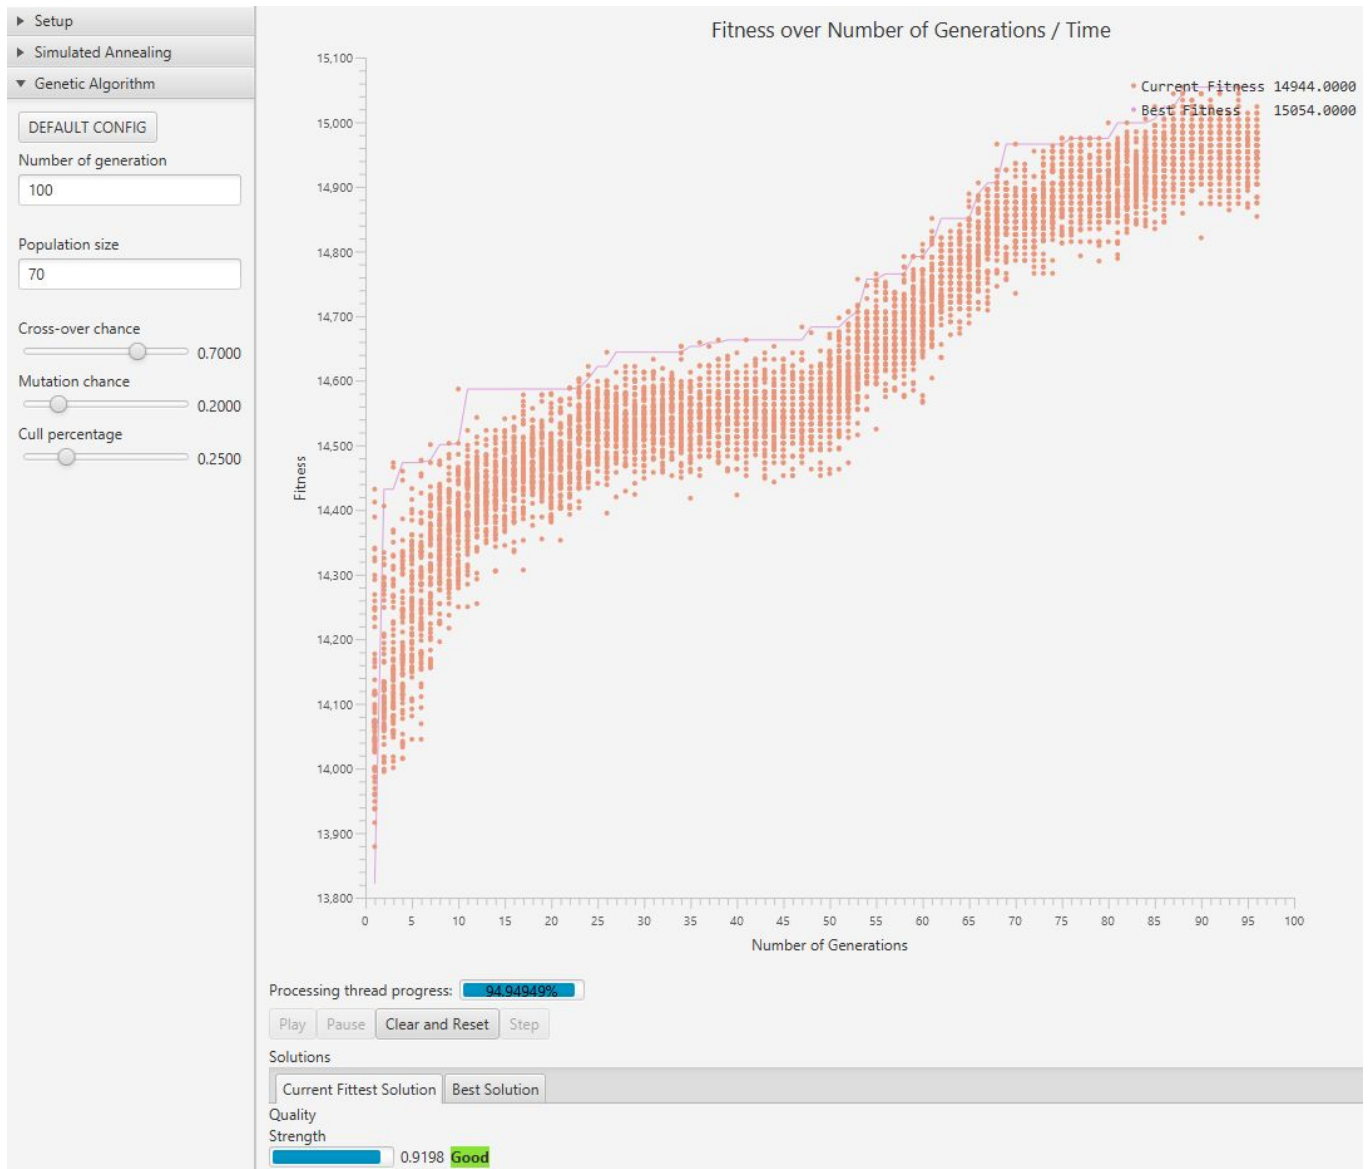 Setup
Simulated Annealing
Genetic Algorithm
DEFAULT CONFIG
Number of generation
100
Population size
70
Cross-over chance
0.7000
Mutation chance
0.2000
Cull percentage
0.2500
Fitness over Number of Generations / Time
Current Fitness 14944.0000
Best Fitness 15054.0000
15,100
15,000
14,900
14,800
14,700
14,600
14,500
14,400
14,300
14,200
14,100
14,000
13,900
13,800
Fitness
0 5 10 15 20 25 30 35 40 45 50 55 60 65 70 75 80 85 90 95 100
Number of Generations
Processing thread progress: 94.94949%
Play Pause Clear and Reset Step
Solutions
Current Fittest Solution Best Solution
Quality
Strength
0.9198 Good